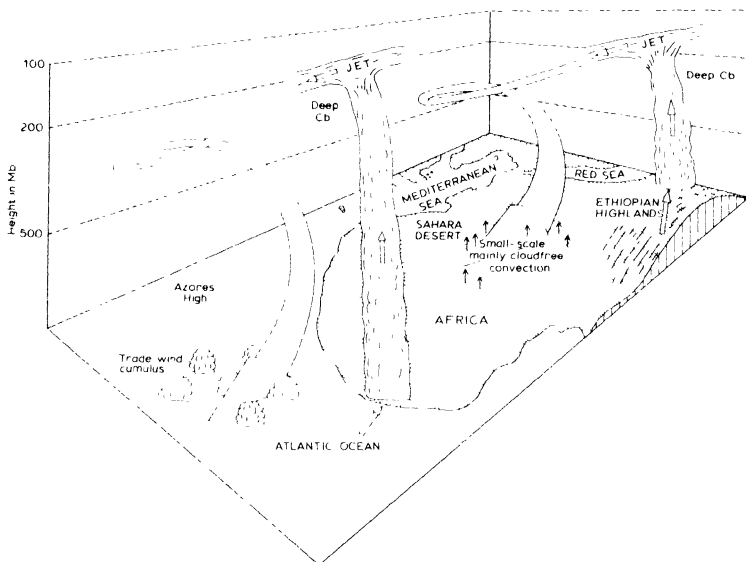 JET
JET
100
Deep
Cb
Deep Cb
200
Height in Mb
RED SEA
MEDITERRANEAN
SEA
ETHIOPIAN
HIGHLANDS
SAHARA
DESERT
500
Small-scale
mainly cloudfree
convection
Azores
High
AFRICA
Trade wind
cumulus
ATLANTIC OCEAN